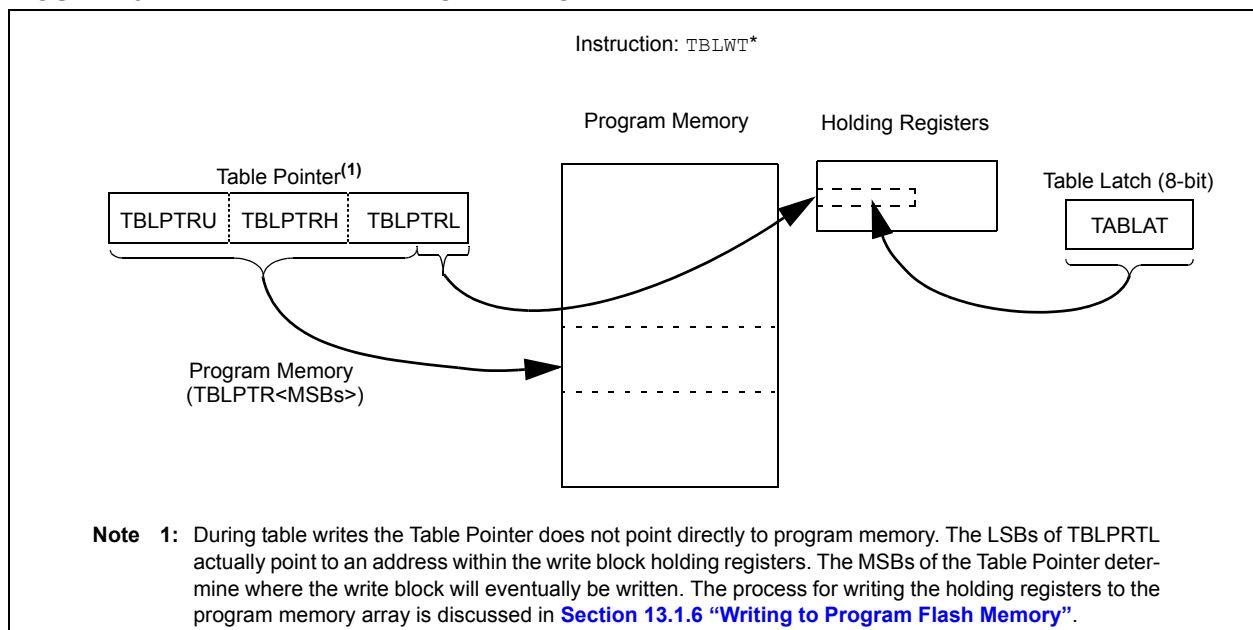 Instruction: TBLWT*
Program Memory
Holding Registers
Table Pointer(1)
Table Latch (8-bit)
TBLPTRU
TBLPTRH
TBLPTRL
TABLAT
Program Memory
(TBLPTR<MSBs>)
Note 1: During table writes the Table Pointer does not point directly to program memory. The LSBs of TBLPRTL
actually point to an address within the write block holding registers. The MSBs of the Table Pointer deter-
mine where the write block will eventually be written. The process for writing the holding registers to the
program memory array is discussed in Section 13.1.6 “Writing to Program Flash Memory”.